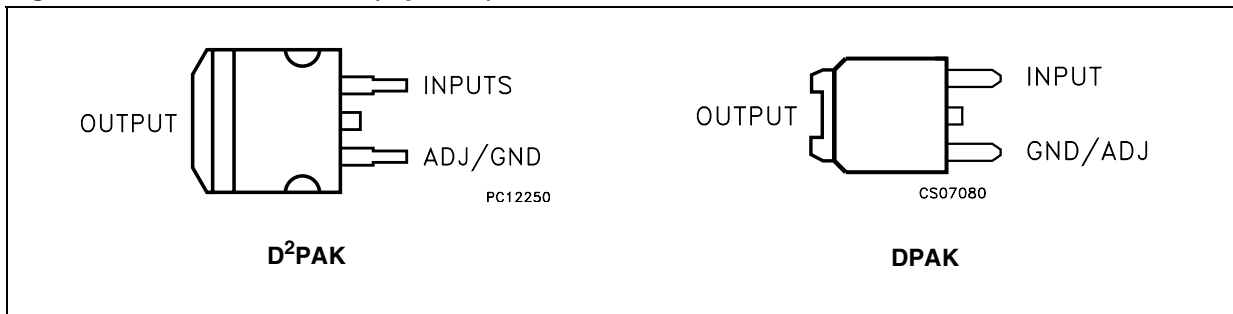 INPUTS
OUTPUT
ADJ/GND
PC12250
D²PAK
INPUT
OUTPUT
GND/ADJ
CS07080
DPAK